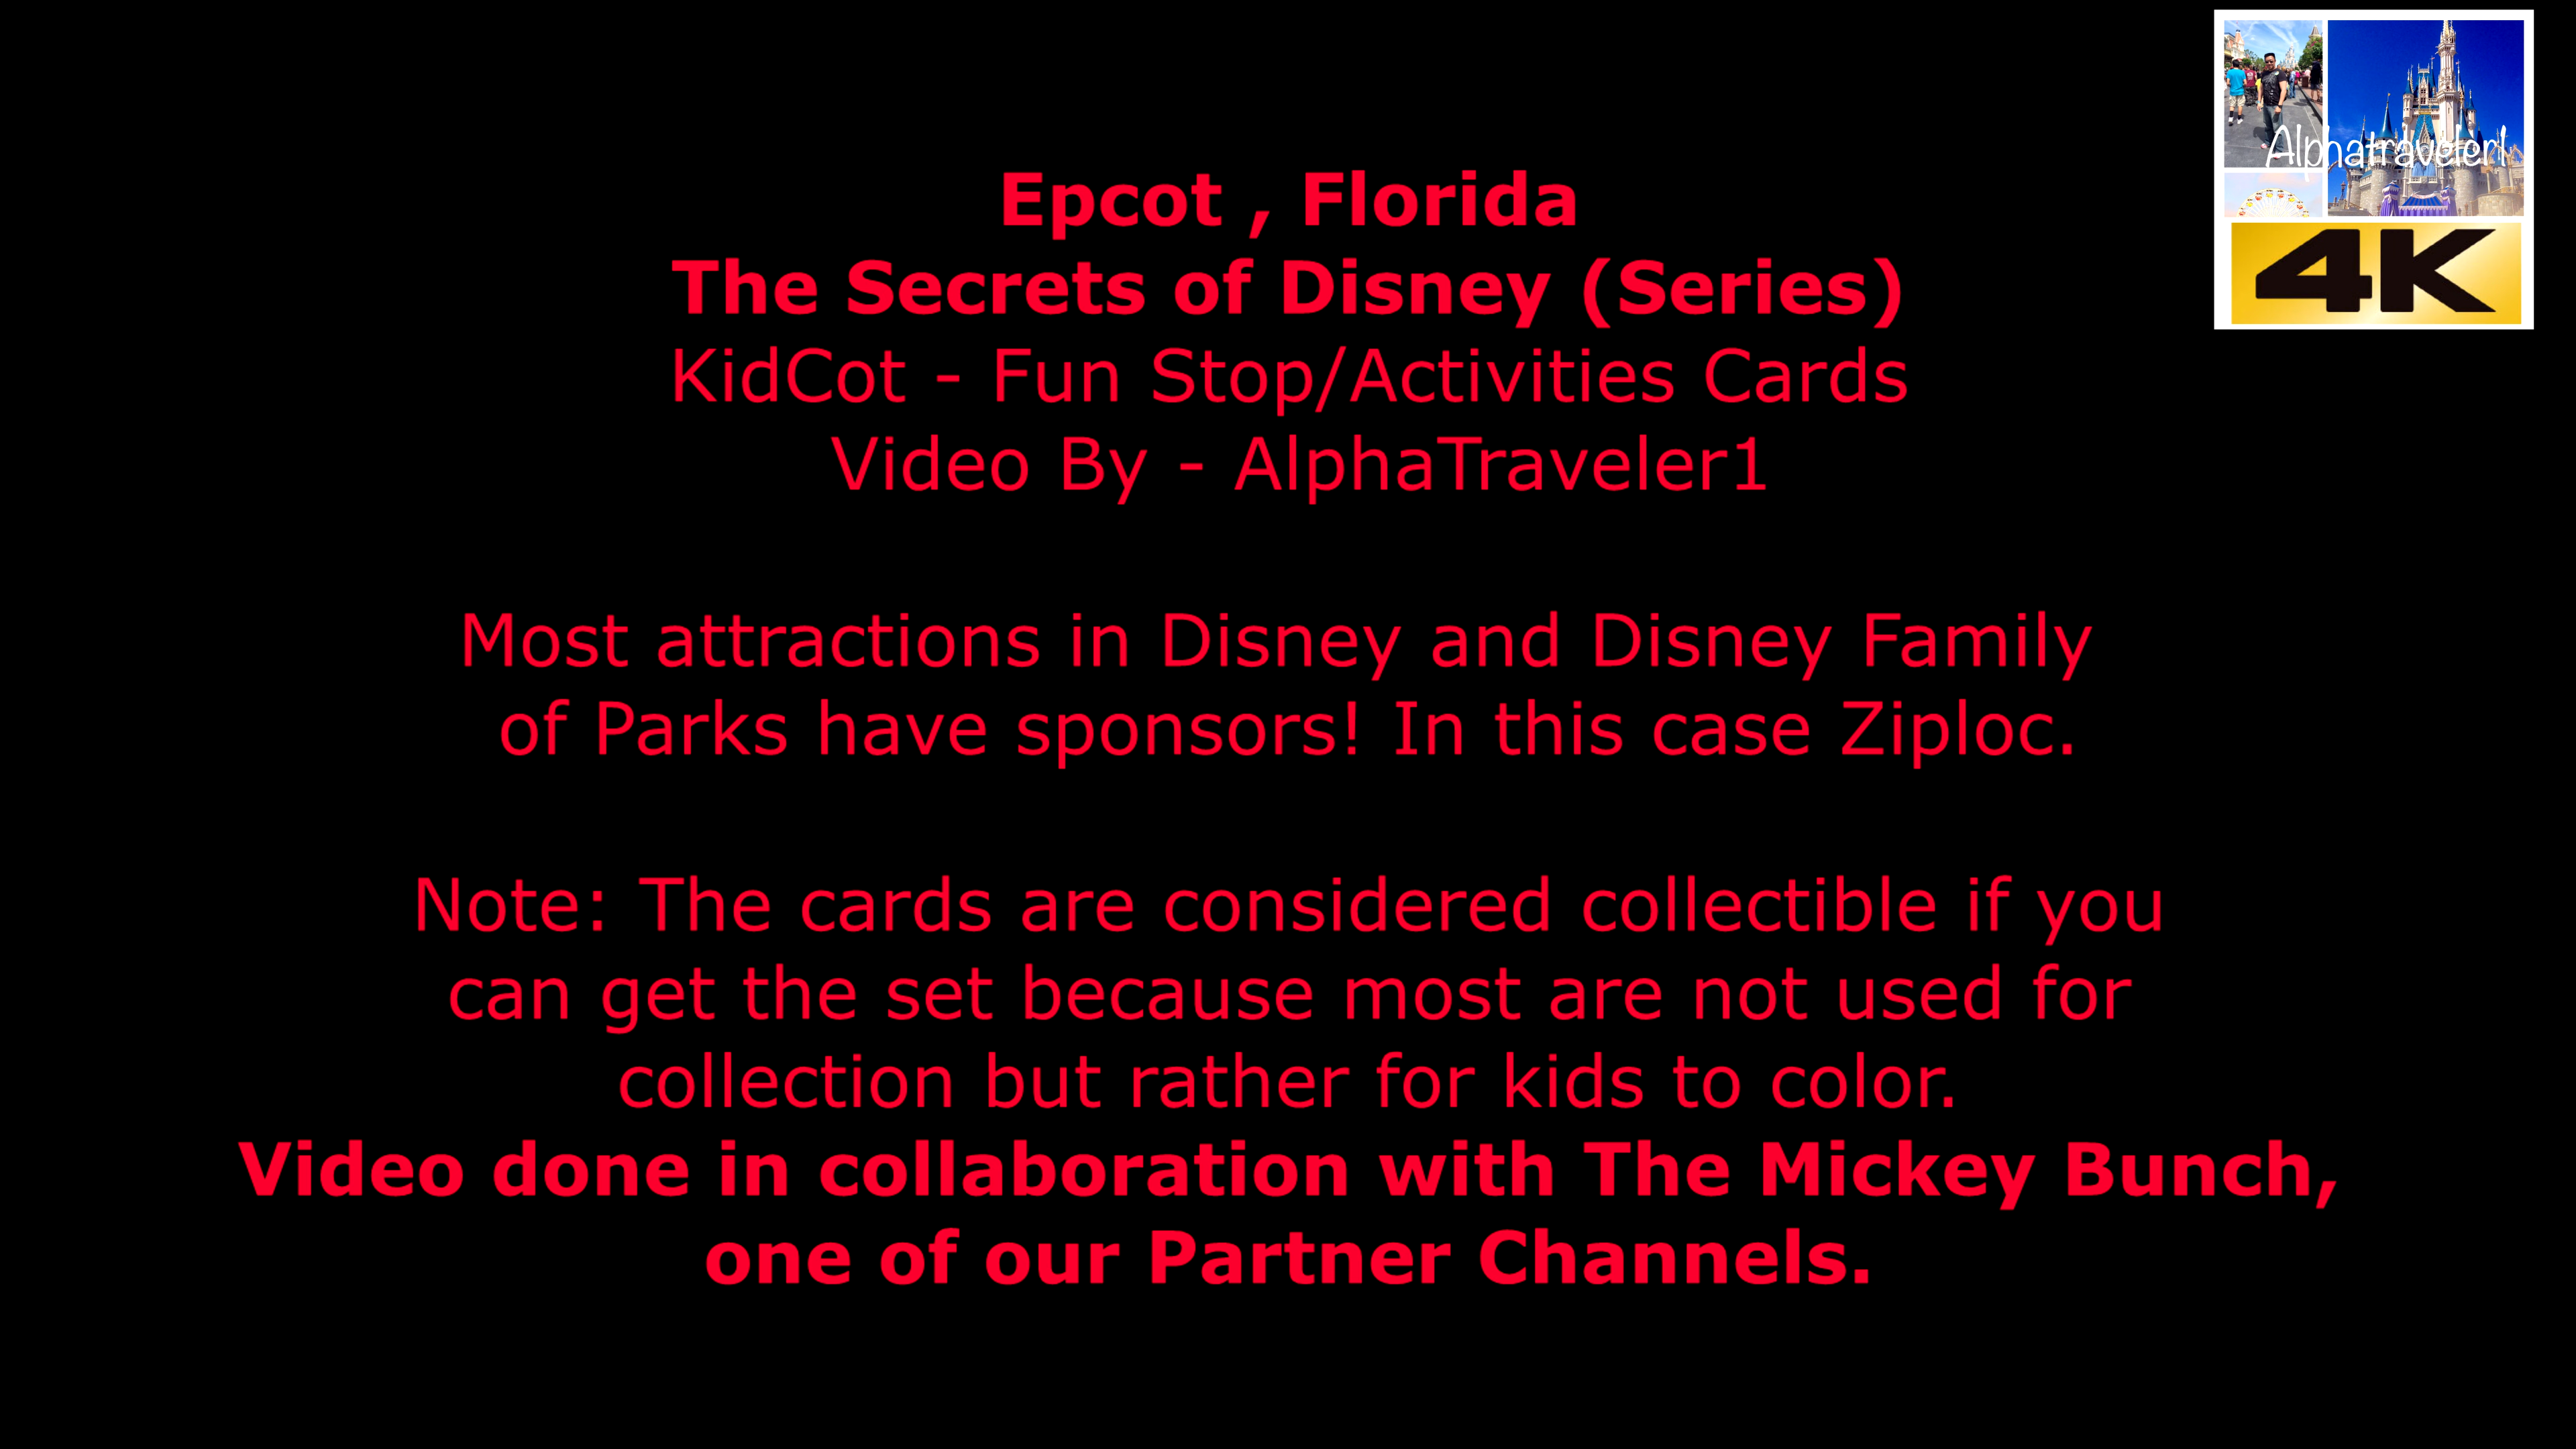 Epcot , Florida
The Secrets of Disney (Series)
KidCot - Fun Stop/Activities Cards
Video By - AlphaTraveler1
Most attractions in Disney and Disney Family
of Parks have sponsors! In this case Ziploc.
Note: The cards are considered collectible if you
can get the set because most are not used for
collection but rather for kids to color.
Video done in collaboration with The Mickey Bunch,
one of our Partner Channels.
Alphatraveler1
4K